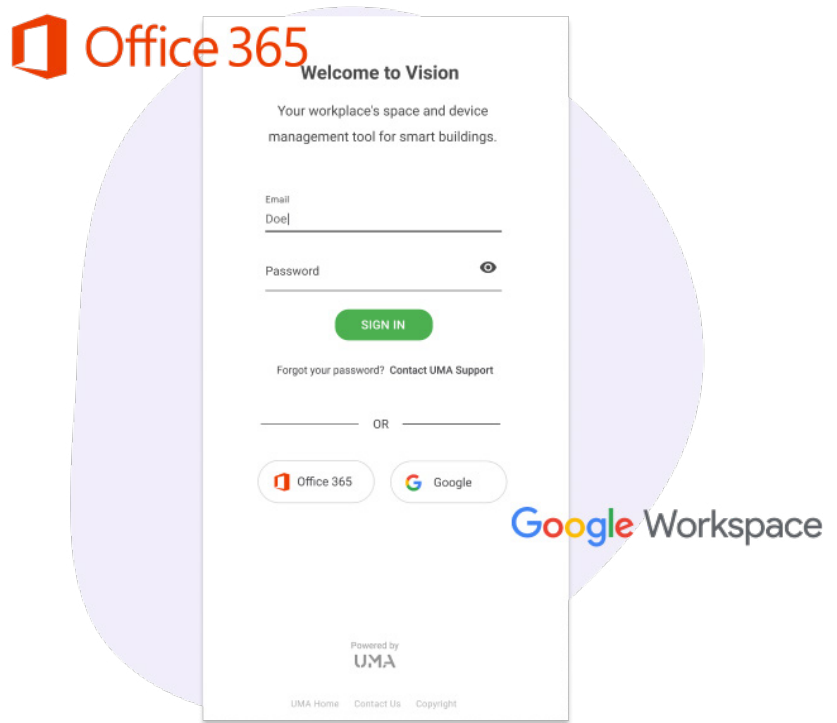 Office 365
Welcome to Vision
Your workplace's space and device
management tool for smart buildings.
Email
Doe
Password
SIGN IN
Forgot your password? Contact UMA Support
OR
Office 365
Google
Google Workspace
Powered by
UMA
UMA Home Contact Us Copyright